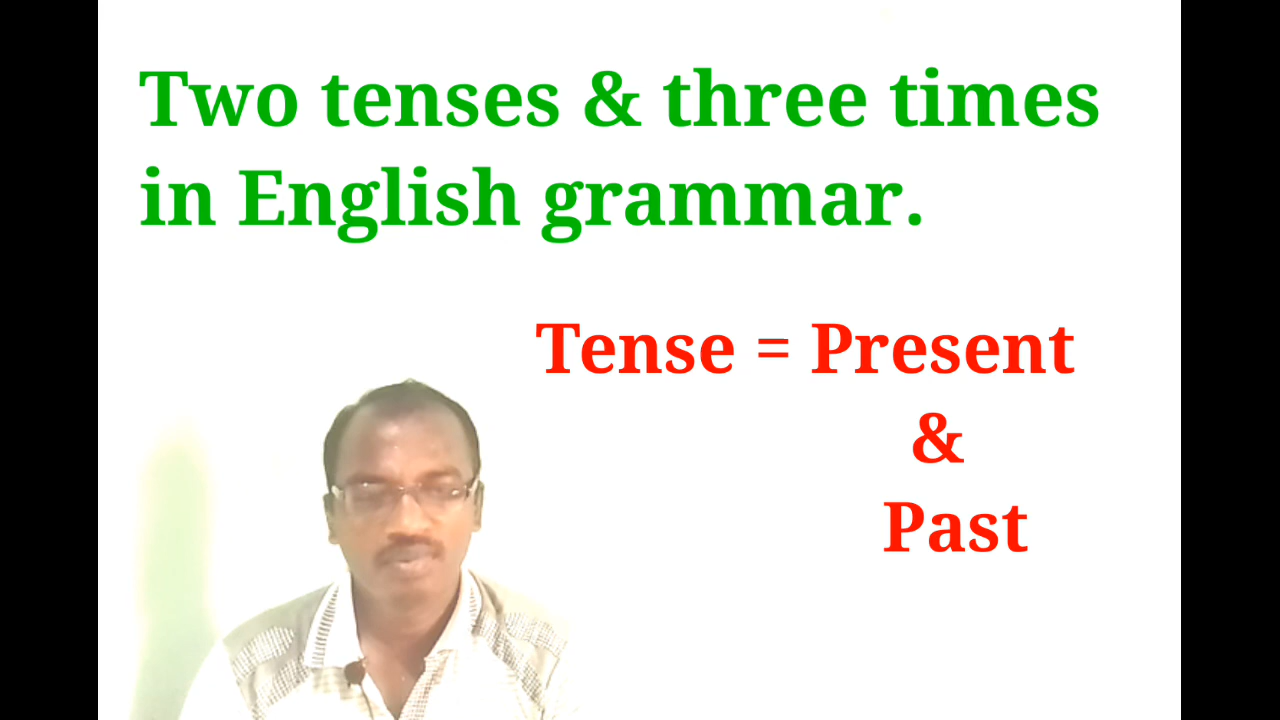 Two tenses & three times
in English grammar.
Tense = Present
&
Past